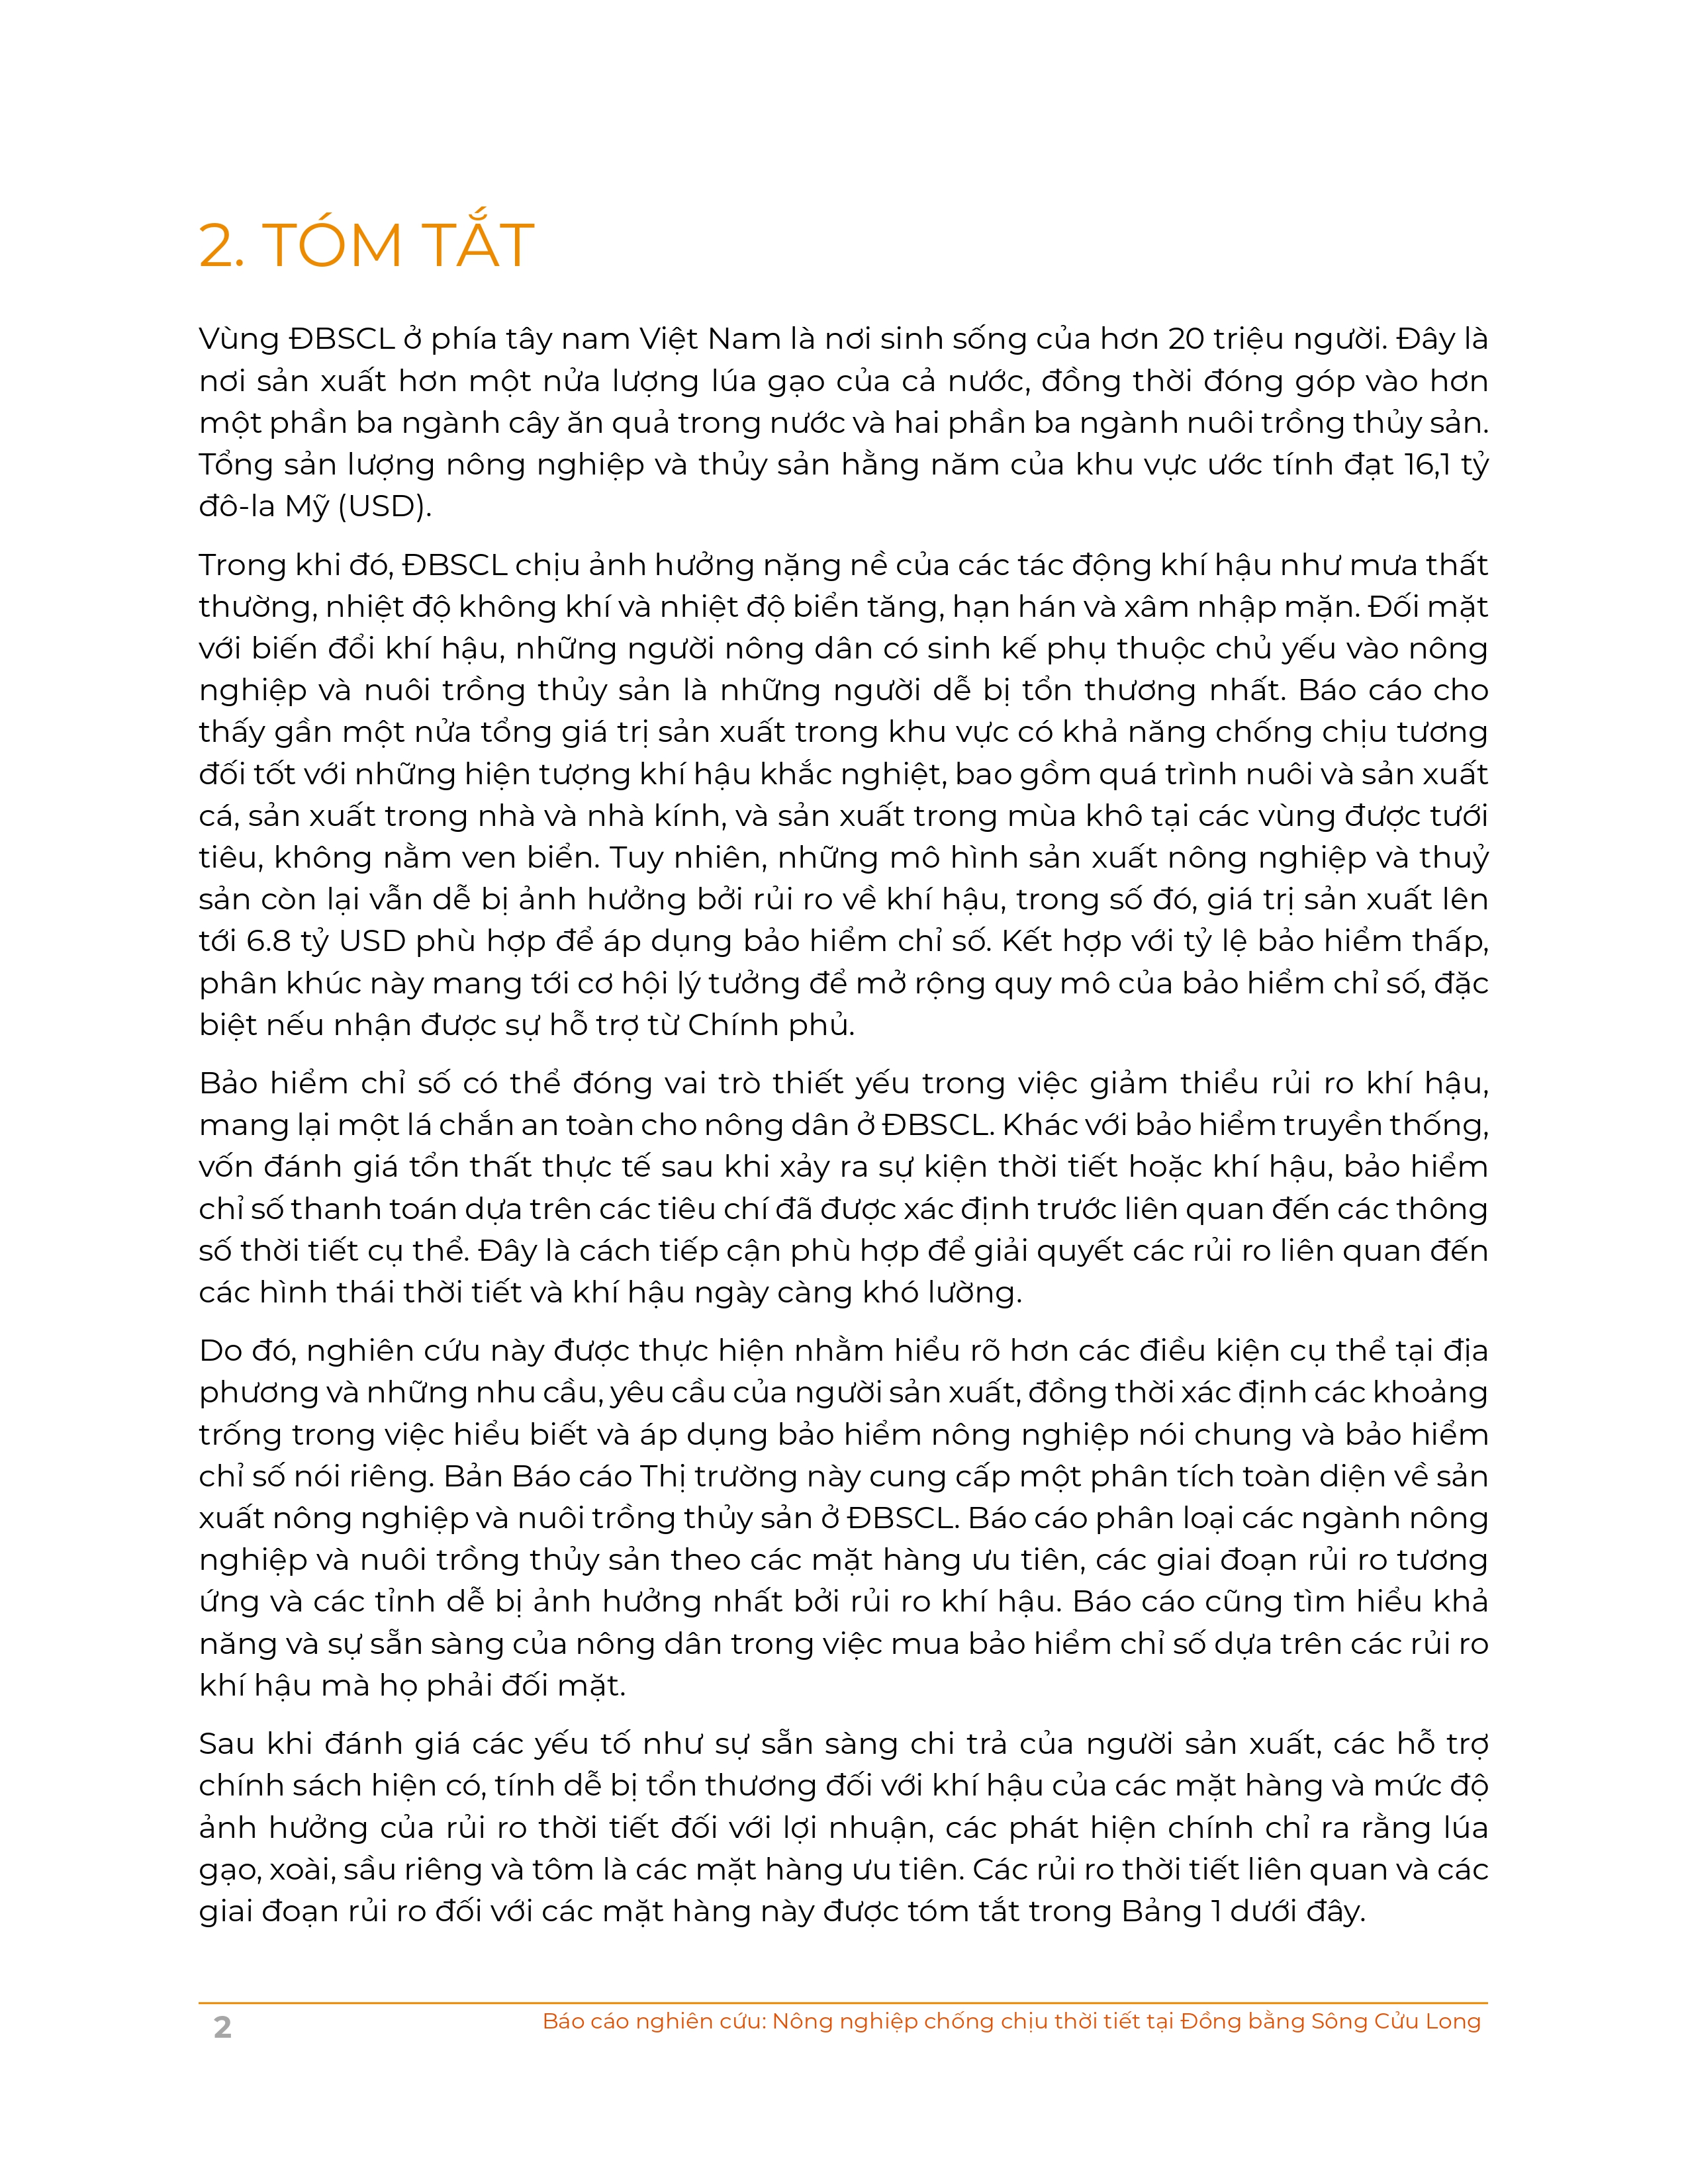 2. TÓM TẮT
Vùng ĐBSCL ở phía tây nam Việt Nam là nơi sinh sống của hơn 20 triệu người. Đây là
nơi sản xuất hơn một nửa lượng lúa gạo của cả nước, đồng thời đóng góp vào hơn
một phần ba ngành cây ăn quả trong nước và hai phần ba ngành nuôi trồng thủy sản.
Tổng sản lượng nông nghiệp và thủy sản hằng năm của khu vực ước tính đạt 16,1 tỷ
đô-la Mỹ (USD).
Trong khi đó, ĐBSCL chịu ảnh hưởng nặng nề của các tác động khí hậu như mưa thất
thường, nhiệt độ không khí và nhiệt độ biển tăng, hạn hán và xâm nhập mặn. Đối mặt
với biến đổi khí hậu, những người nông dân có sinh kế phụ thuộc chủ yếu vào nông
nghiệp và nuôi trồng thủy sản là những người dễ bị tổn thương nhất. Báo cáo cho
thấy gần một nửa tổng giá trị sản xuất trong khu vực có khả năng chống chịu tương
đối tốt với những hiện tượng khí hậu khắc nghiệt, bao gồm quá trình nuôi và sản xuất
cá, sản xuất trong nhà và nhà kính, và sản xuất trong mùa khô tại các vùng được tưới
tiêu, không nằm ven biển. Tuy nhiên, những mô hình sản xuất nông nghiệp và thuỷ
sản còn lại vẫn dễ bị ảnh hưởng bởi rủi ro về khí hậu, trong số đó, giá trị sản xuất lên
tới 6.8 tỷ USD phù hợp để áp dụng bảo hiểm chỉ số. Kết hợp với tỷ lệ bảo hiểm thấp,
phân khúc này mang tới cơ hội lý tưởng để mở rộng quy mô của bảo hiểm chỉ số, đặc
biệt nếu nhận được sự hỗ trợ từ Chính phủ.
Bảo hiểm chỉ số có thể đóng vai trò thiết yếu trong việc giảm thiểu rủi ro khí hậu,
mang lại một lá chắn an toàn cho nông dân ở ĐBSCL. Khác với bảo hiểm truyền thống,
vốn đánh giá tổn thất thực tế sau khi xảy ra sự kiện thời tiết hoặc khí hậu, bảo hiểm
chỉ số thanh toán dựa trên các tiêu chí đã được xác định trước liên quan đến các thông
số thời tiết cụ thể. Đây là cách tiếp cận phù hợp để giải quyết các rủi ro liên quan đến
các hình thái thời tiết và khí hậu ngày càng khó lường.
Do đó, nghiên cứu này được thực hiện nhằm hiểu rõ hơn các điều kiện cụ thể tại địa
phương và những nhu cầu, yêu cầu của người sản xuất, đồng thời xác định các khoảng
trống trong việc hiểu biết và áp dụng bảo hiểm nông nghiệp nói chung và bảo hiểm
chỉ số nói riêng. Bản Báo cáo Thị trường này cung cấp một phân tích toàn diện về sản
xuất nông nghiệp và nuôi trồng thủy sản ở ĐBSCL. Báo cáo phân loại các ngành nông
nghiệp và nuôi trồng thủy sản theo các mặt hàng ưu tiên, các giai đoạn rủi ro tương
ứng và các tỉnh dễ bị ảnh hưởng nhất bởi rủi ro khí hậu. Báo cáo cũng tìm hiểu khả
năng và sự sẵn sàng của nông dân trong việc mua bảo hiểm chỉ số dựa trên các rủi ro
khí hậu mà họ phải đối mặt.
Sau khi đánh giá các yếu tố như sự sẵn sàng chi trả của người sản xuất, các hỗ trợ
chính sách hiện có, tính dễ bị tổn thương đối với khí hậu của các mặt hàng và mức độ
ảnh hưởng của rủi ro thời tiết đối với lợi nhuận, các phát hiện chính chỉ ra rằng lúa
gạo, xoài, sầu riêng và tôm là các mặt hàng ưu tiên. Các rủi ro thời tiết liên quan và các
giai đoạn rủi ro đối với các mặt hàng này được tóm tắt trong Bảng 1 dưới đây.
2
Báo cáo nghiên cứu: Nông nghiệp chống chịu thời tiết tại Đồng bằng Sông Cửu Long